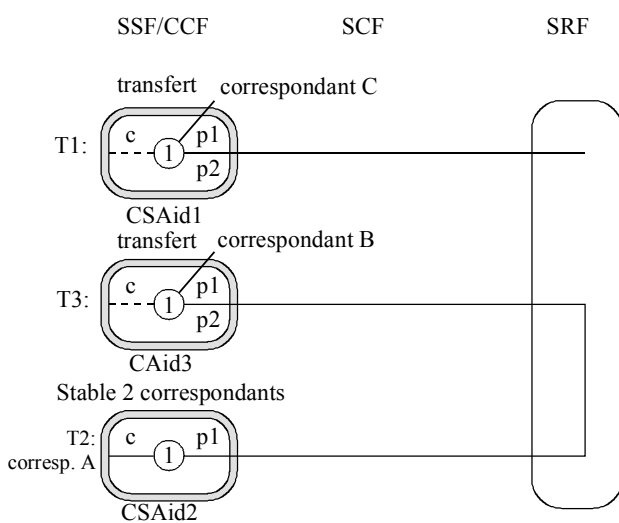 SSF/CCF SCF SRF
transfert correspondant C
T1: c 1 p1
p2
CSAid1
transfert correspondant B
T3: c 1 p1
p2
CAid3
Stable 2 correspondants
T2: c 1 p1
corresp. A
CSAid2